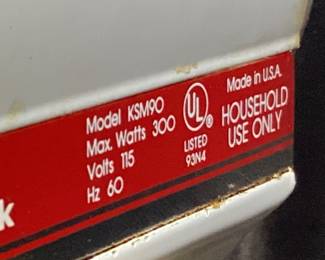 Model KSM90
Max. Watts 300
Volts 115
Hz 60
UL
®
LISTED
93N4
Made in U.S.A.
HOUSEHOLD
USE ONLY
k